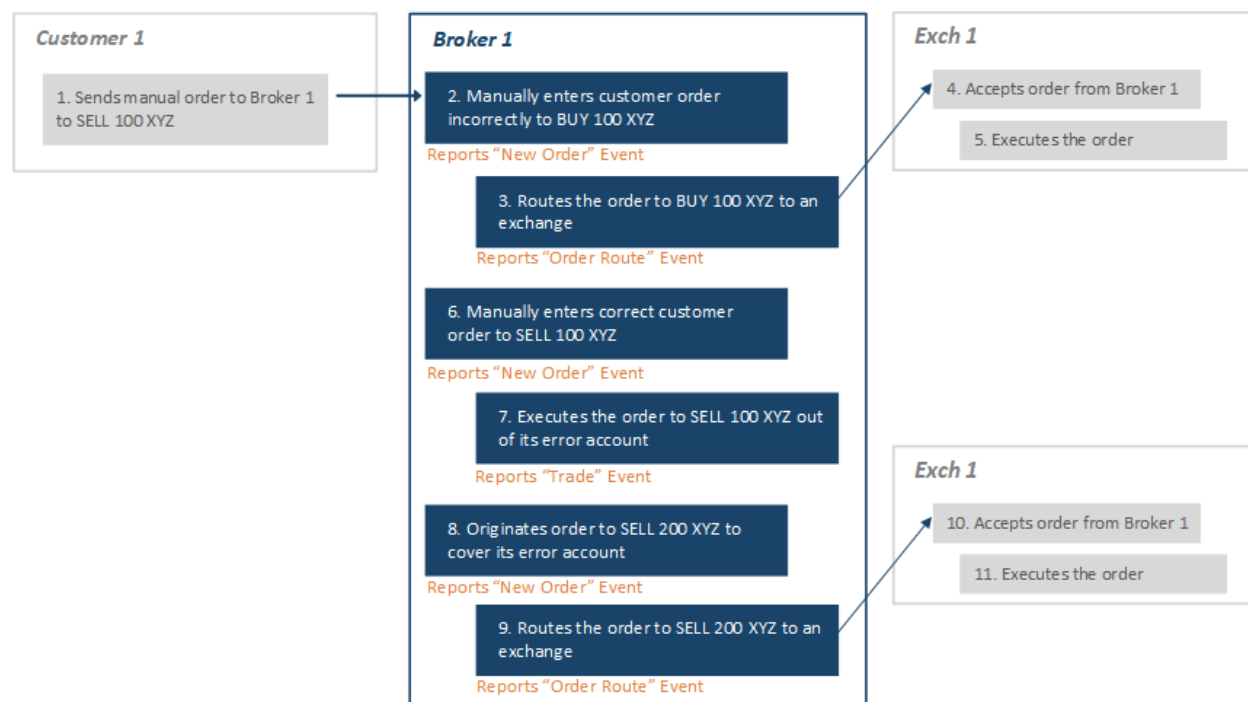 Customer 1
1. Sends manual order to Broker 1
to SELL 100 XYZ
Broker 1
2. Manually enters customer order
incorrectly to BUY 100 XYZ
Reports “New Order” Event
3. Routes the order to BUY 100 XYZ to an
exchange
Reports “Order Route” Event
Exch 1
4. Accepts order from Broker 1
5. Executes the order
6. Manually enters correct customer
order to SELL 100 XYZ
Reports “New Order” Event
7. Executes the order to SELL 100 XYZ out
of its error account
Reports “Trade” Event
8. Originates order to SELL 200 XYZ to
cover its error account
Reports “New Order” Event
9. Routes the order to SELL 200 XYZ to an
exchange
Reports “Order Route” Event
Exch 1
10. Accepts order from Broker 1
11. Executes the order